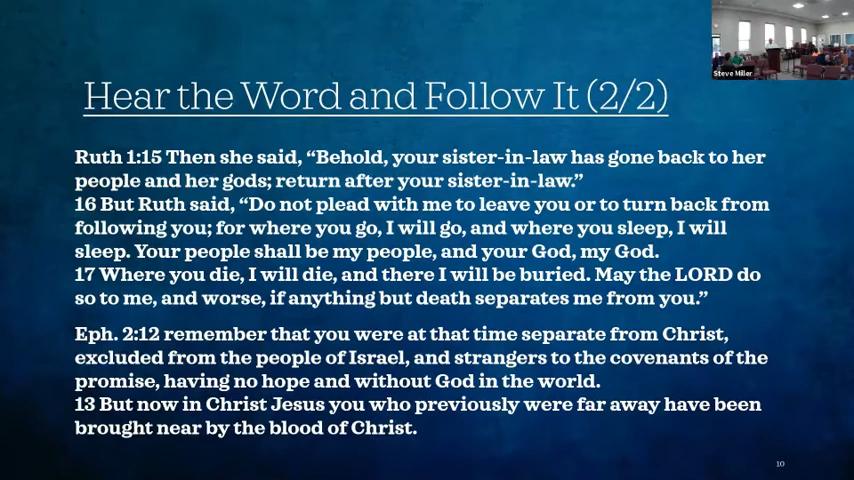 Steve Miller
Hear the Word and Follow It (2/2)
Ruth 1:15 Then she said, “Behold, your sister-in-law has gone back to her
people and her gods; return after your sister-in-law.”
16 But Ruth said, “Do not plead with me to leave you or to turn back from
following you; for where you go, I will go, and where you sleep, I will
sleep. Your people shall be my people, and your God, my God.
17 Where you die, I will die, and there I will be buried. May the LORD do
so to me, and worse, if anything but death separates me from you.”
Eph. 2:12 remember that you were at that time separate from Christ,
excluded from the people of Israel, and strangers to the covenants of the
promise, having no hope and without God in the world.
13 But now in Christ Jesus you who previously were far away have been
brought near by the blood of Christ.
10